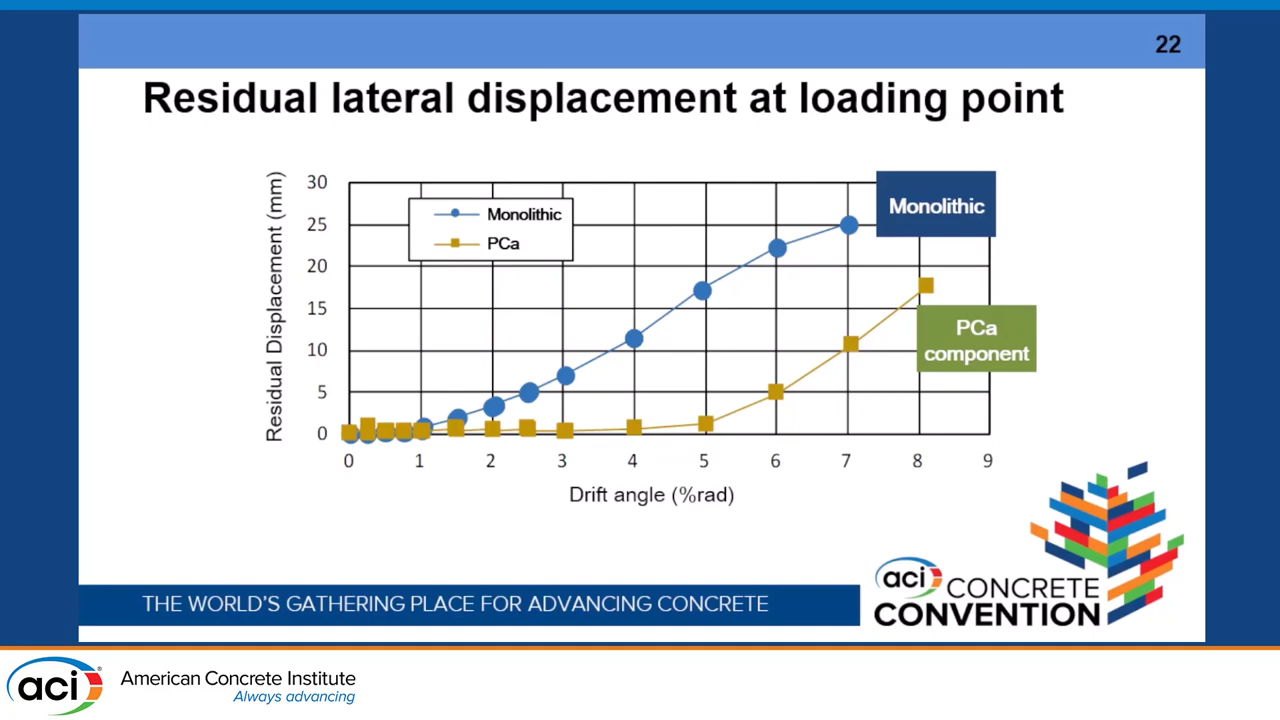 22
Residual lateral displacement at loading point
Residual Displacement (mm)
30
25
20
15
10
5
0
Monolithic
PCa
Monolithic
PCa
component
0 1 2 3 4 5 6 7 8 9
Drift angle (%rad)
THE WORLD'S GATHERING PLACE FOR ADVANCING CONCRETE
aci CONCRETE
CONVENTION
aci®
American Concrete Institute
Always advancing